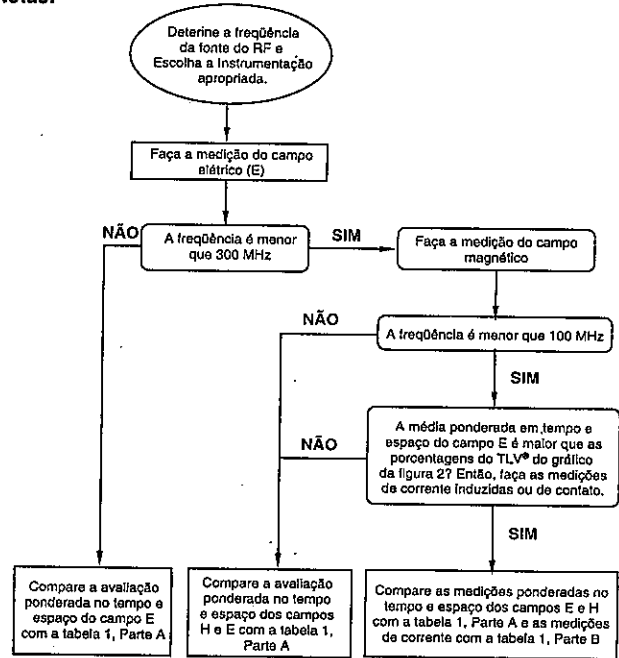 Notas:
Deterine a freqüência
da fonte do RF e
Escolha a Instrumentação
apropriada.
Faça a medição do campo
elétrico (E)
NÃO
A freqüência é menor
que 300 MHz
SIM
Faça a medição do campo
magnético
NÃO
A freqüência é menor que 100 MHz
SIM
A média ponderada em tempo e
espaço do campo E é maior que as
porcentagens do TLV® do gráfico
da figura 2? Então, faça as medições
de corrente induzidas ou de contato.
NÃO
SIM
Compare a avaliação
ponderada no tempo e
espaço do campo E
com a tabela 1, Parte A
Compare a avaliação
ponderada no tempo
e espaço dos campos
H e E com a tabela 1,
Parte A
Compare as medições ponderadas no
tempo e espaço dos campos E e H
com a tabela 1, Parte A e as medições
de corrente com a tabela 1, Parte B